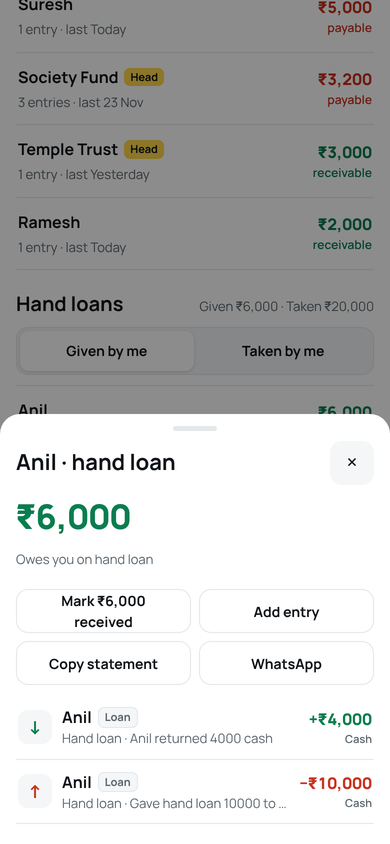 Suresh
₹5,000
1 entry · last Today
payable
Society Fund Head
₹3,200
3 entries · last 23 Nov
payable
Temple Trust Head
₹3,000
1 entry · last Yesterday
receivable
Ramesh
₹2,000
1 entry · last Today
receivable
Hand loans
Given ₹6,000 · Taken ₹20,000
Given by me
Taken by me
Anil
₹6,000
Anil · hand loan
×
₹6,000
Owes you on hand loan
Mark ₹6,000
received
Add entry
Copy statement
WhatsApp
↓
Anil Loan
+₹4,000
Hand loan · Anil returned 4000 cash
Cash
↑
Anil Loan
−₹10,000
Hand loan · Gave hand loan 10000 to ...
Cash